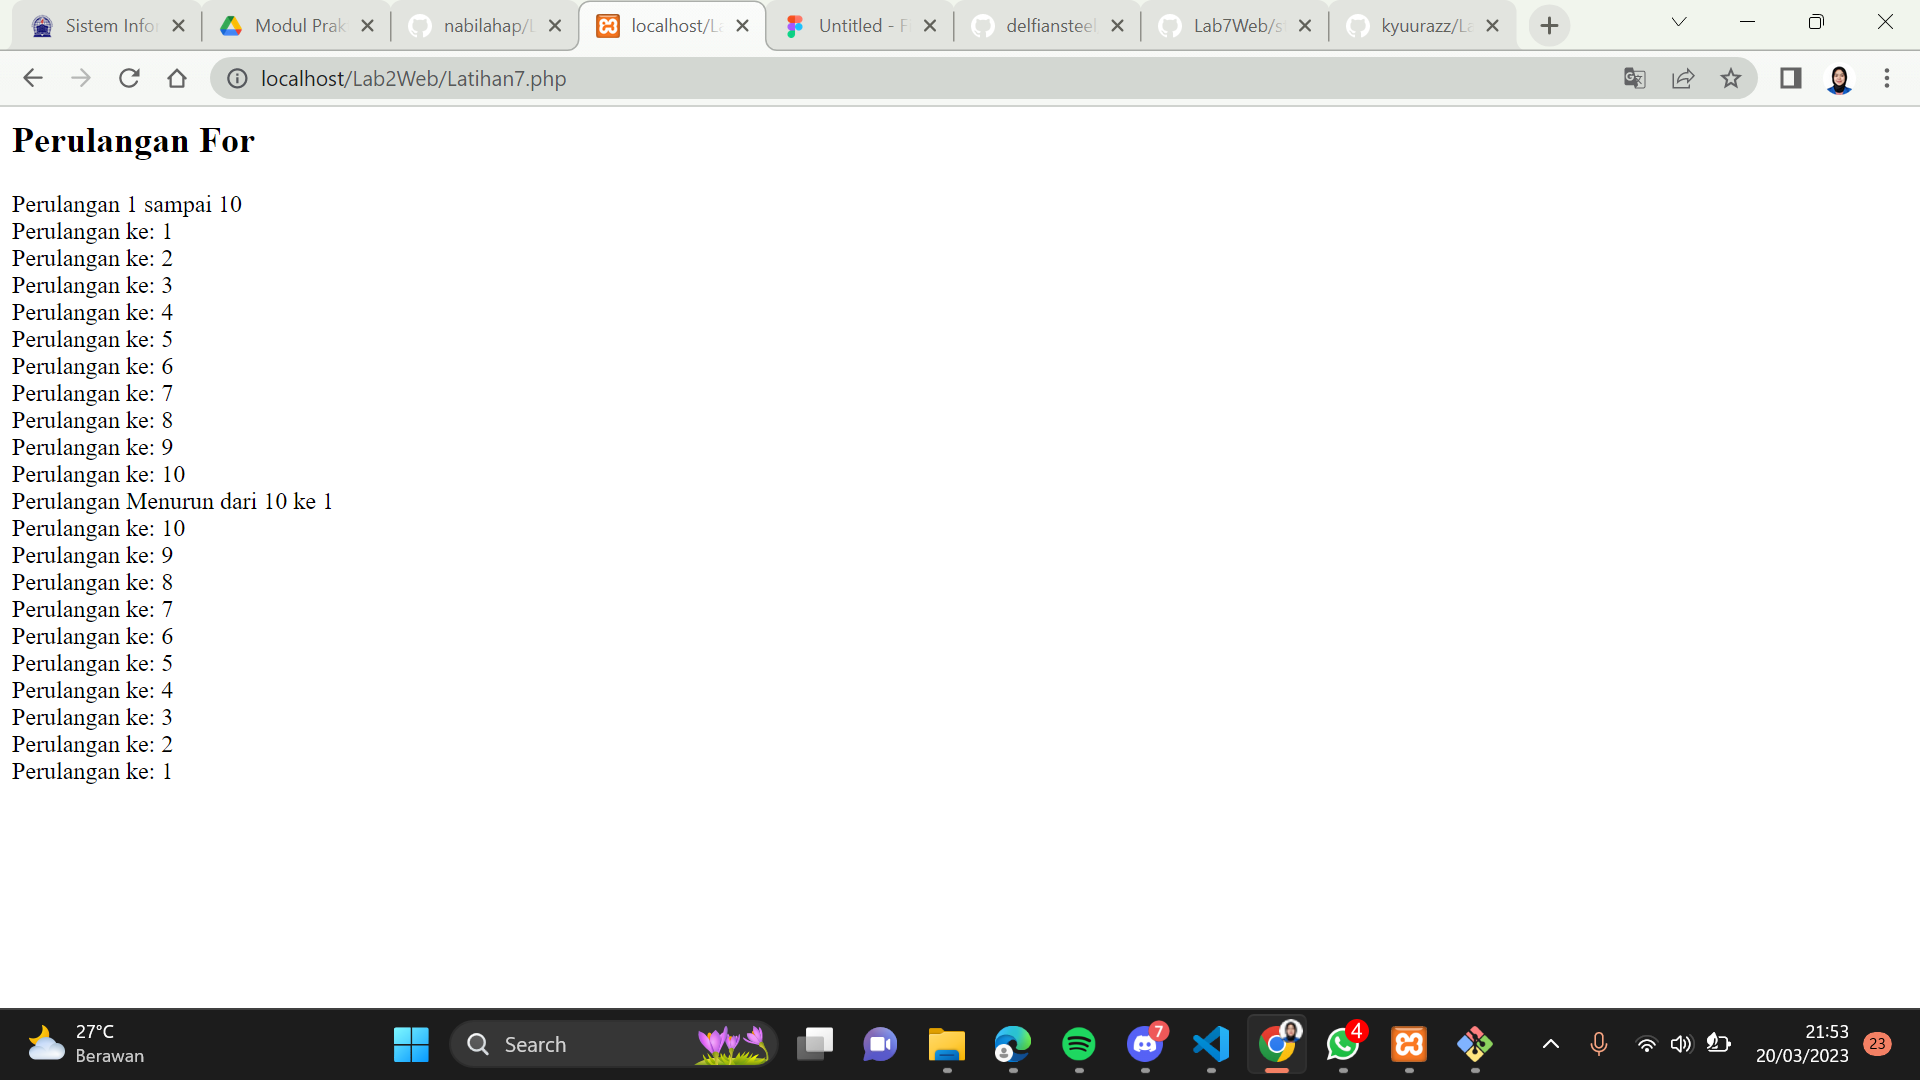 Sistem Infor
Modul Prak
nabilahap/L
localhost/La
Untitled - F
delfiansteel
Lab7Web/s
kyuurazz/La
localhost/Lab2Web/Latihan7.php
Perulangan For
Perulangan 1 sampai 10
Perulangan ke: 1
Perulangan ke: 2
Perulangan ke: 3
Perulangan ke: 4
Perulangan ke: 5
Perulangan ke: 6
Perulangan ke: 7
Perulangan ke: 8
Perulangan ke: 9
Perulangan ke: 10
Perulangan Menurun dari 10 ke 1
Perulangan ke: 10
Perulangan ke: 9
Perulangan ke: 8
Perulangan ke: 7
Perulangan ke: 6
Perulangan ke: 5
Perulangan ke: 4
Perulangan ke: 3
Perulangan ke: 2
Perulangan ke: 1
27°C
Berawan
Search
7
4
21:53
20/03/2023
23